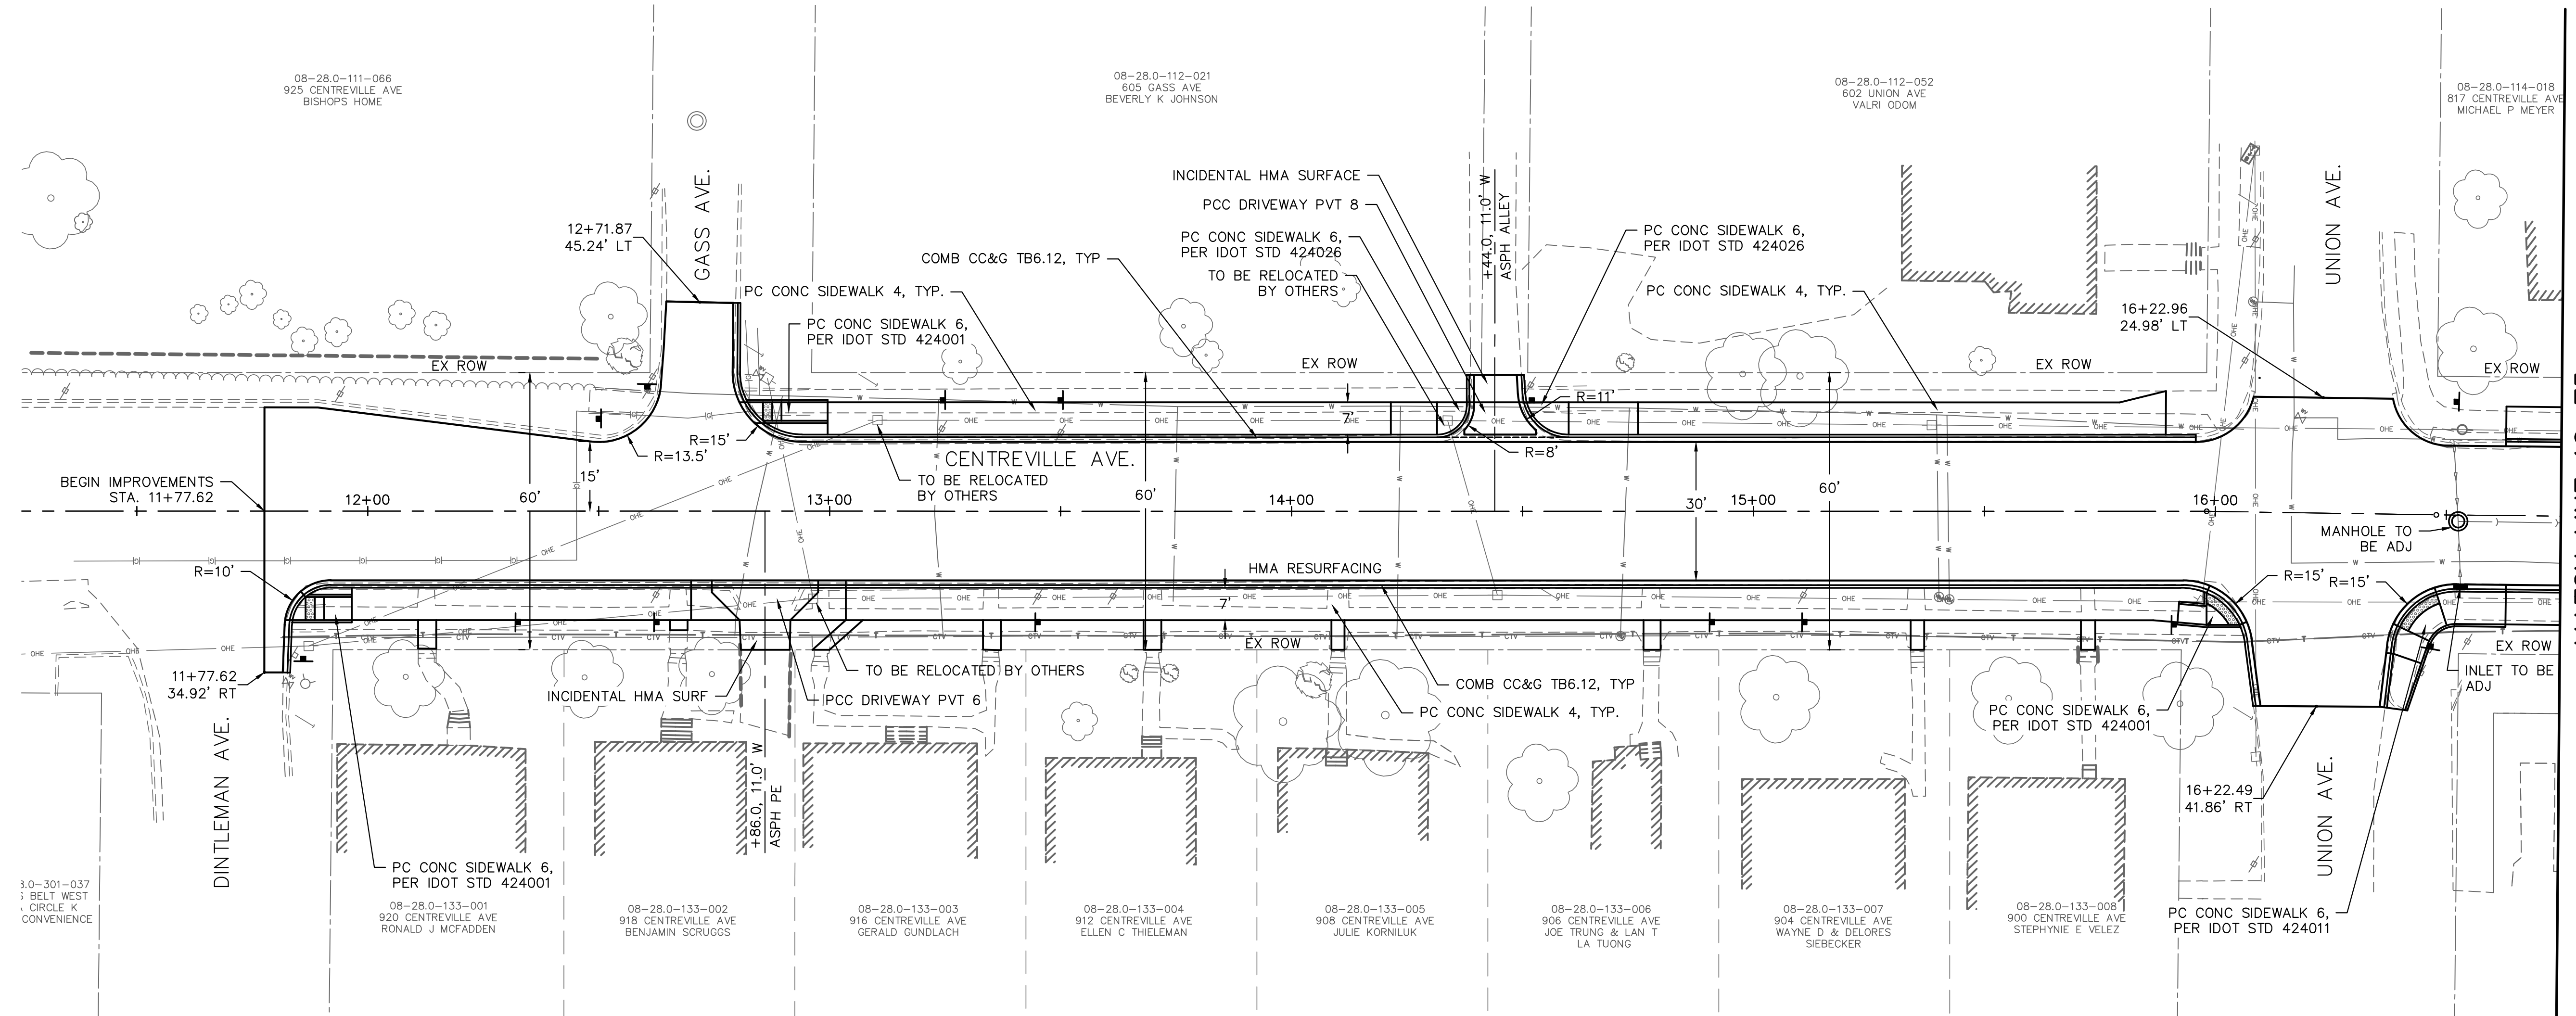 08-28.0-111-066
925 CENTREVILLE AVE
BISHOPS HOME
08-28.0-112-021
605 GASS AVE
BEVERLY K JOHNSON
08-28.0-112-052
602 UNION AVE
VALRI ODOM
08-28.0-114-018
817 CENTREVILLE AVE
MICHAEL P MEYER
GASS AVE.
12+71.87
45.24' LT
INCIDENTAL HMA SURFACE
PCC DRIVEWAY PVT 8
PC CONC SIDEWALK 6,
PER IDOT STD 424026
TO BE RELOCATED
BY OTHERS
COMB CC&G TB6.12, TYP
PC CONC SIDEWALK 4, TYP.
PC CONC SIDEWALK 6,
PER IDOT STD 424001
+44.0, 11.0' W
ASPH ALLEY
PC CONC SIDEWALK 6,
PER IDOT STD 424026
PC CONC SIDEWALK 4, TYP.
UNION AVE.
16+22.96
24.98' LT
EX ROW
EX ROW
EX ROW
EX ROW
R=11'
R=8'
7'
R=15'
R=13.5'
15'
CENTREVILLE AVE.
TO BE RELOCATED
BY OTHERS
BEGIN IMPROVEMENTS
STA. 11+77.62
12+00
60'
13+00
60'
14+00
30'
15+00
60'
16+00
MANHOLE TO
BE ADJ
R=10'
HMA RESURFACING
7'
R=15'
R=15'
EX ROW
EX ROW
11+77.62
34.92' RT
DINTLEMAN AVE.
INCIDENTAL HMA SURF
TO BE RELOCATED BY OTHERS
PCC DRIVEWAY PVT 6
COMB CC&G TB6.12, TYP
PC CONC SIDEWALK 4, TYP.
INLET TO BE
ADJ
PC CONC SIDEWALK 6,
PER IDOT STD 424001
+86.0, 11.0' W
ASPH PE
16+22.49
41.86' RT
UNION AVE.
PC CONC SIDEWALK 6,
PER IDOT STD 424001
PC CONC SIDEWALK 6,
PER IDOT STD 424011
0-301-037
BELT WEST
CIRCLE K
CONVENIENCE
08-28.0-133-001
920 CENTREVILLE AVE
RONALD J MCFADDEN
08-28.0-133-002
918 CENTREVILLE AVE
BENJAMIN SCRUGGS
08-28.0-133-003
916 CENTREVILLE AVE
GERALD GUNDLACH
08-28.0-133-004
912 CENTREVILLE AVE
ELLEN C THIELEMAN
08-28.0-133-005
908 CENTREVILLE AVE
JULIE KORNILUK
08-28.0-133-006
906 CENTREVILLE AVE
JOE TRUNG & LAN T
LA TUONG
08-28.0-133-007
904 CENTREVILLE AVE
WAYNE D & DELORES
SIEBECKER
08-28.0-133-008
900 CENTREVILLE AVE
STEPHYNIE E VELEZ